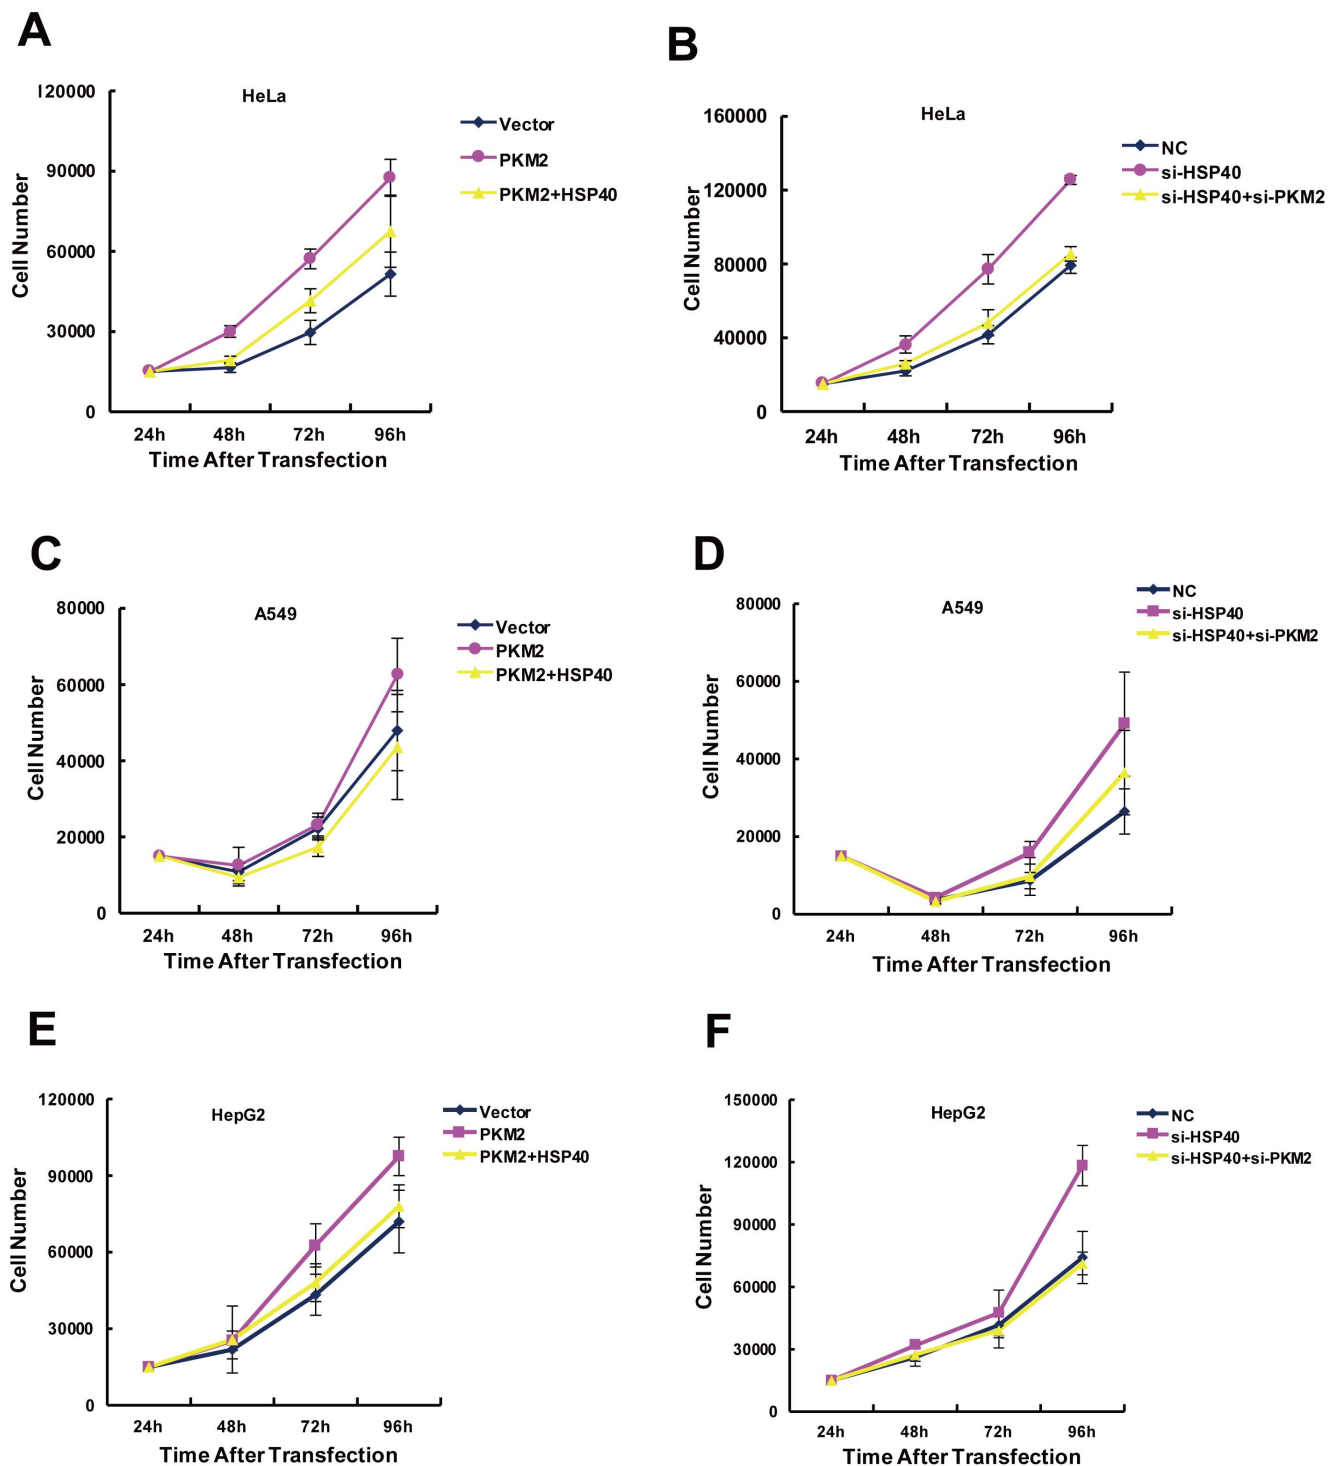 A
HeLa
120000
90000
60000
30000
0
Cell Number
24h 48h 72h 96h
Time After Transfection
Vector
PKM2
PKM2+HSP40
B
HeLa
160000
120000
80000
40000
0
Cell Number
24h 48h 72h 96h
Time After Transfection
NC
si-HSP40
si-HSP40+si-PKM2
C
A549
80000
60000
40000
20000
0
Cell Number
24h 48h 72h 96h
Time After Transfection
Vector
PKM2
PKM2+HSP40
D
A549
80000
60000
40000
20000
0
Cell Number
24h 48h 72h 96h
Time After Transfection
NC
si-HSP40
si-HSP40+si-PKM2
E
HepG2
120000
90000
60000
30000
0
Cell Number
24h 48h 72h 96h
Time After Transfection
Vector
PKM2
PKM2+HSP40
F
HepG2
150000
120000
90000
60000
30000
0
Cell Number
24h 48h 72h 96h
Time After Transfection
NC
si-HSP40
si-HSP40+si-PKM2